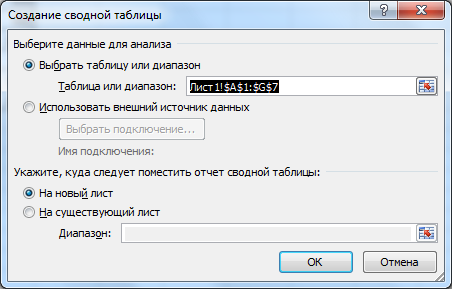 Создание сводной таблицы
Выберите данные для анализа
Выбрать таблицу или диапазон
Таблица или диапазон: Лист1!$A$1:$G$7
Использовать внешний источник данных
Выбрать подключение...
Имя подключения:
Укажите, куда следует поместить отчет сводной таблицы:
На новый лист
На существующий лист
Диапазон:
ОК Отмена